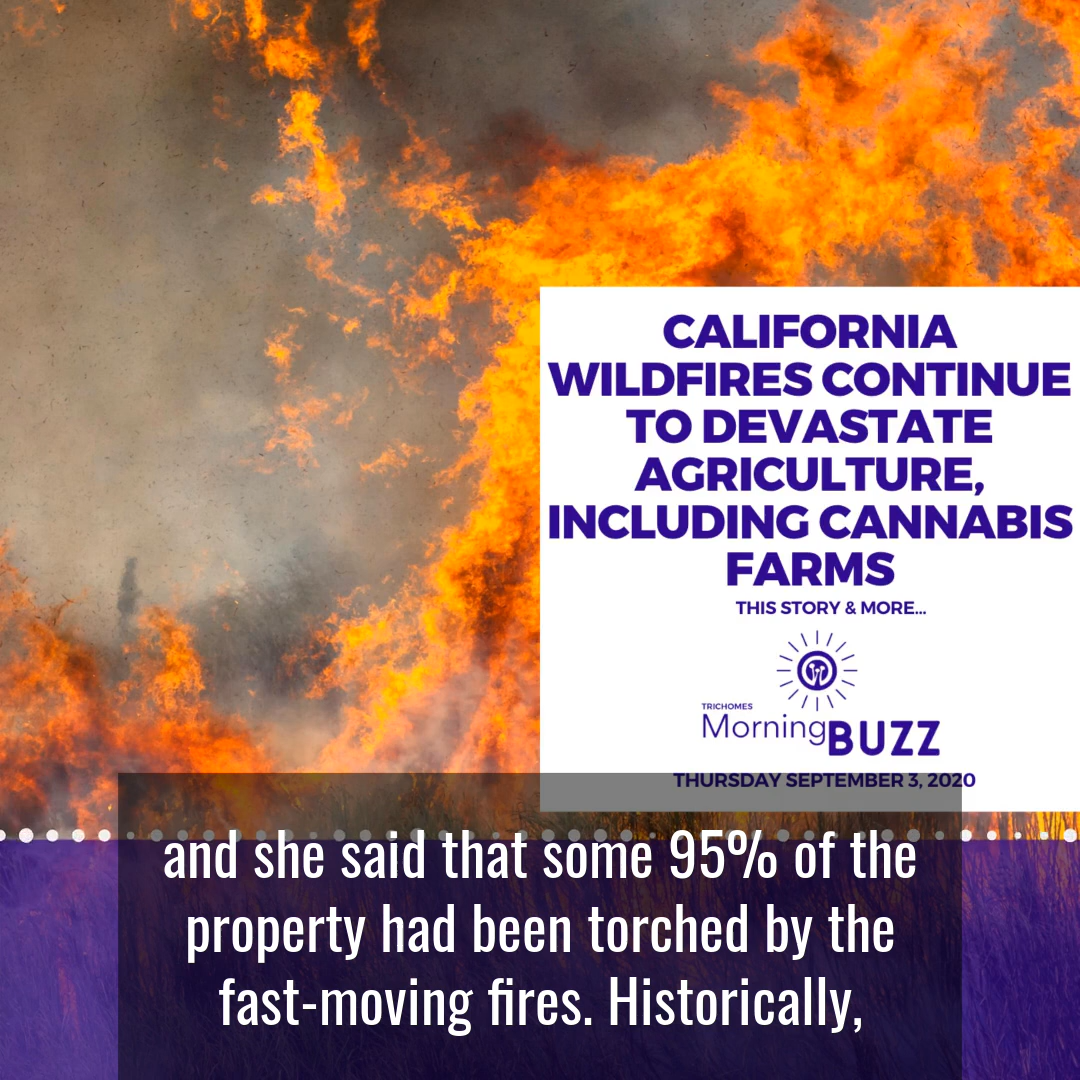 CALIFORNIA
WILDFIRES CONTINUE
TO DEVASTATE
AGRICULTURE,
INCLUDING CANNABIS
FARMS
THIS STORY & MORE...
TRICHOMES
MorningBUZZ
THURSDAY SEPTEMBER 3, 2020
and she said that some 95% of the
property had been torched by the
fast-moving fires. Historically,